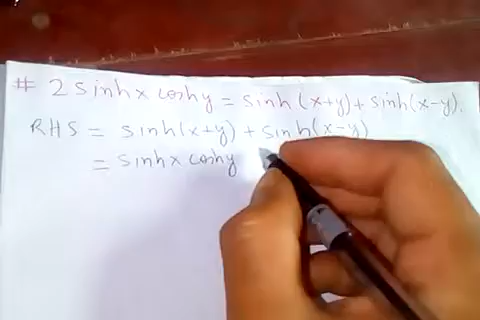 # 2 sinhx coshy = sinh (x+y) + sinh(x-y).
RHS = sinh(x+y) + sinh(x-y)
= sinhx coshy